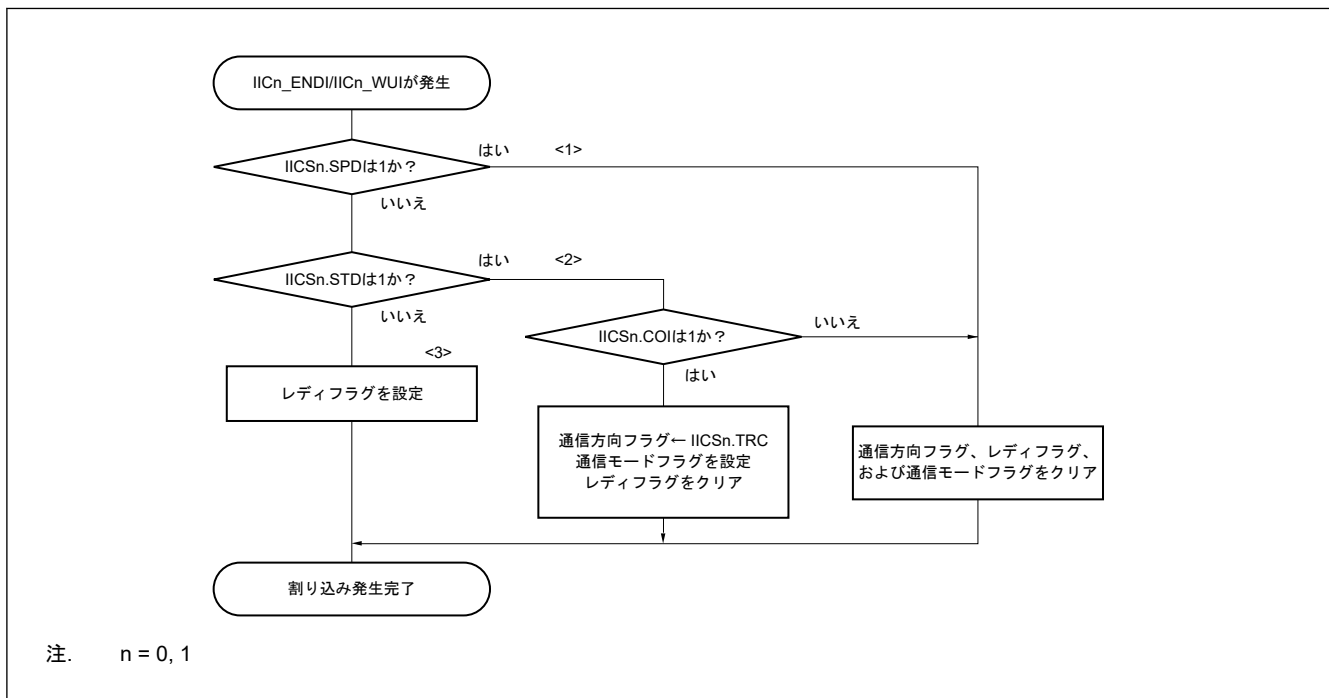 IICn_ENDI/IICn_WUIが発生
IICSn.SPDは1か？
はい
<1>
いいえ
IICSn.STDは1か？
はい
<2>
いいえ
IICSn.COIは1か？
いいえ
はい
<3>
レディフラグを設定
通信方向フラグ← IICSn.TRC
通信モードフラグを設定
レディフラグをクリア
通信方向フラグ、レディフラグ、
および通信モードフラグをクリア
割り込み発生完了
注. n = 0, 1